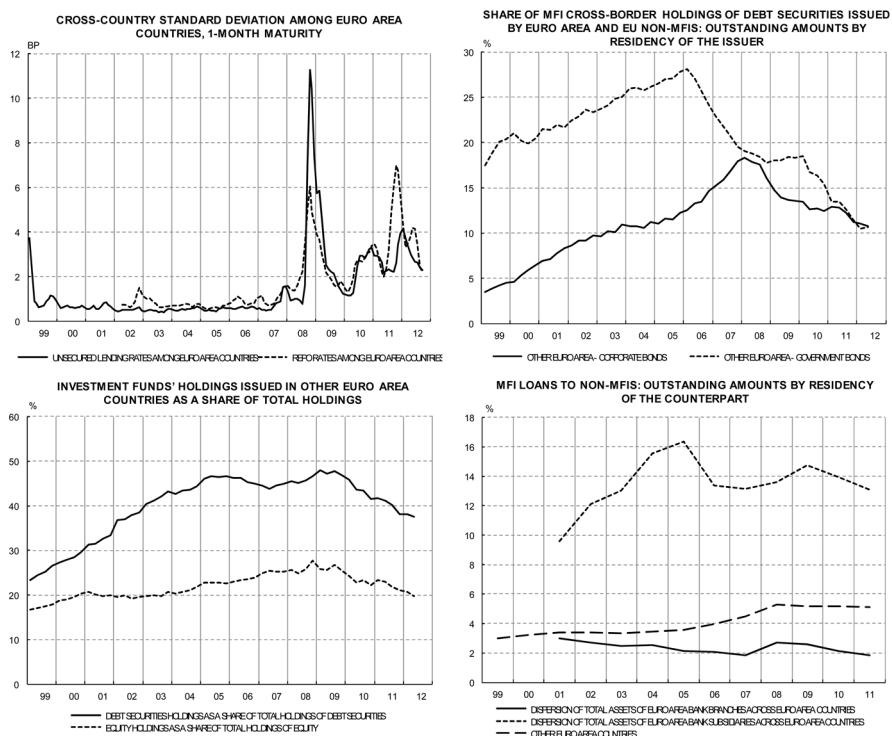 CROSS-COUNTRY STANDARD DEVIATION AMONG EURO AREA
COUNTRIES, 1-MONTH MATURITY
BP
12
10
8
6
4
2
0
99 00 01 02 03 04 05 06 07 08 09 10 11 12
UNSECURED LENDING RATES AMONG EURO AREA COUNTRIES REPO RATES AMONG EURO AREA COUNTRIES
SHARE OF MFI CROSS-BORDER HOLDINGS OF DEBT SECURITIES ISSUED
BY EURO AREA AND EU NON-MFIS: OUTSTANDING AMOUNTS BY
RESIDENCY OF THE ISSUER
%
30
25
20
15
10
5
0
99 00 01 02 03 04 05 06 07 08 09 10 11 12
OTHER EURO AREA - CORPORATE BONDS OTHER EURO AREA - GOVERNMENT BONDS
INVESTMENT FUNDS' HOLDINGS ISSUED IN OTHER EURO AREA
COUNTRIES AS A SHARE OF TOTAL HOLDINGS
%
60
50
40
30
20
10
0
99 00 01 02 03 04 05 06 07 08 09 10 11 12
DEBT SECURITIES HOLDINGS AS A SHARE OF TOTAL HOLDINGS OF DEBT SECURITIES
EQUITY HOLDINGS AS A SHARE OF TOTAL HOLDINGS OF EQUITY
MFI LOANS TO NON-MFIS: OUTSTANDING AMOUNTS BY RESIDENCY
OF THE COUNTERPART
%
18
16
14
12
10
8
6
4
2
0
99 00 01 02 03 04 05 06 07 08 09 10 11
DISPERSION OF TOTAL ASSETS OF EURO AREA BANK BRANCHES ACROSS EURO AREA COUNTRIES
DISPERSION OF TOTAL ASSETS OF EURO AREA BANK SUBSIDIARIES ACROSS EURO AREA COUNTRIES
OTHER EURO AREA COUNTRIES